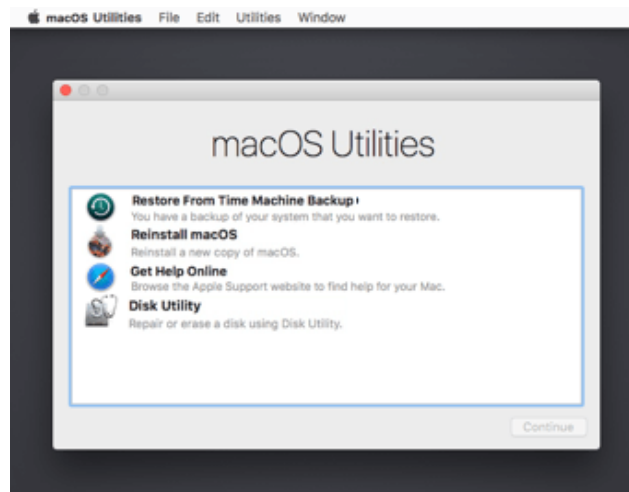 macOS Utilities File Edit Utilities Window
macOS Utilities
Restore From Time Machine Backup
You have a backup of your system that you want to restore.
Reinstall macOS
Reinstall a new copy of macOS.
Get Help Online
Browse the Apple Support website to find help for your Mac.
Disk Utility
Repair or erase a disk using Disk Utility.
Continue